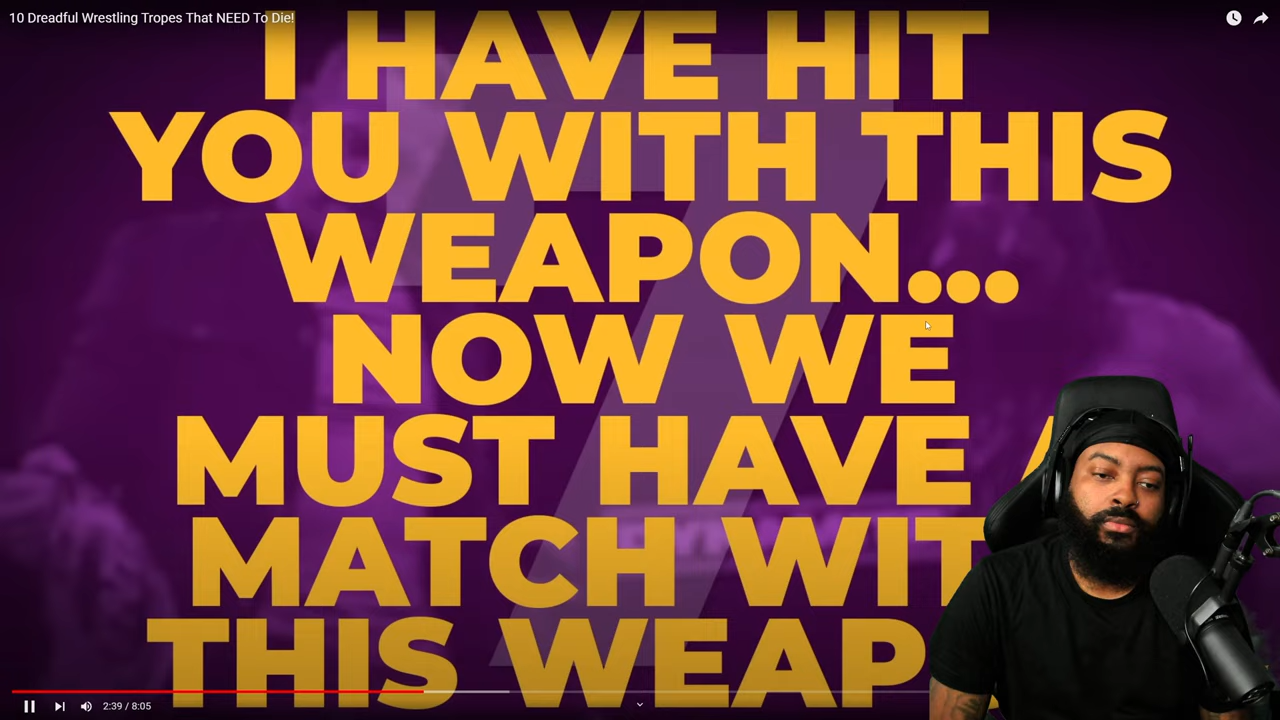 10 Dreadful Wrestling Tropes That NEED To Die!
I HAVE HIT
YOU WITH THIS
WEAPON...
NOW WE
MUST HAVE
MATCH WIT
THIS WEAP
2:39 / 8:05